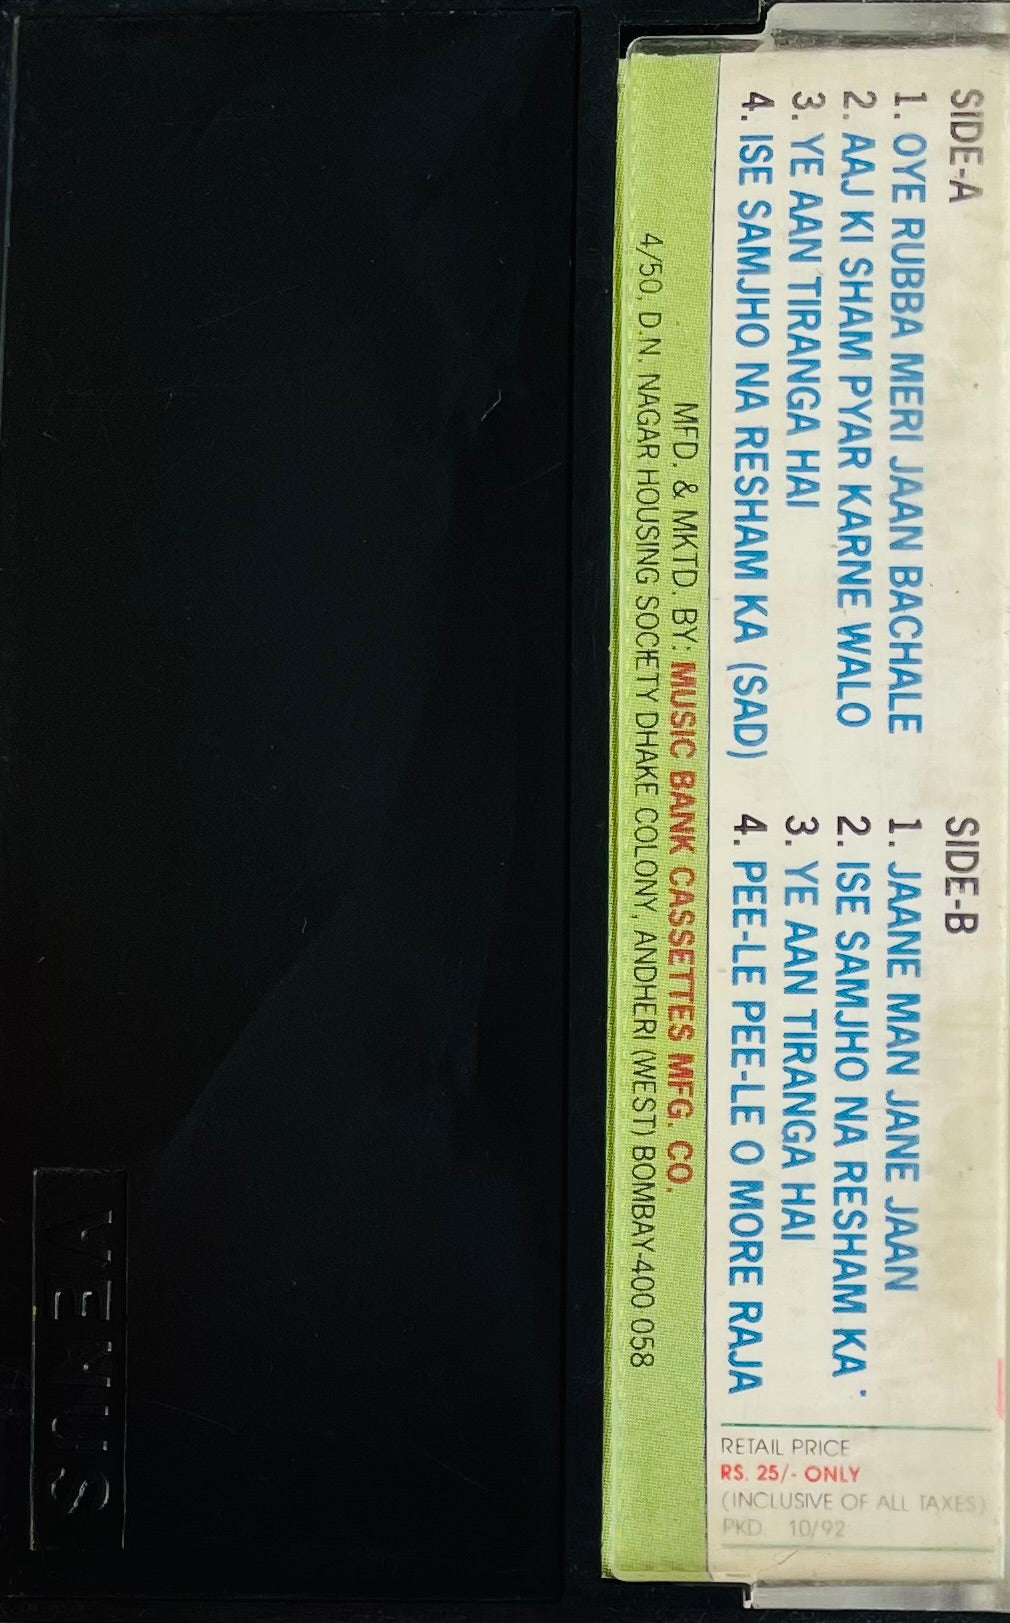 SIDE-A
1. OYE RUBBA MERI JAAN BACHALE
2. AAJ KI SHAM PYAR KARNE WALO
3. YE AAN TIRANGA HAI
4. ISE SAMJHO NA RESHAM KA (SAD)
SIDE-B
1. JAANE MAN JANE JAAN
2. ISE SAMJHO NA RESHAM KA
3. YE AAN TIRANGA HAI
4. PEE-LE PEE-LE O MORE RAJA
MFD. & MKTD. BY: MUSIC BANK CASSETTES MFG. CO.
4/50, D.N. NAGAR HOUSING SOCIETY DHAKE COLONY, ANDHERI (WEST) BOMBAY-400 058
RETAIL PRICE
RS. 25/- ONLY
(INCLUSIVE OF ALL TAXES)
PKD 10/92
VENUS